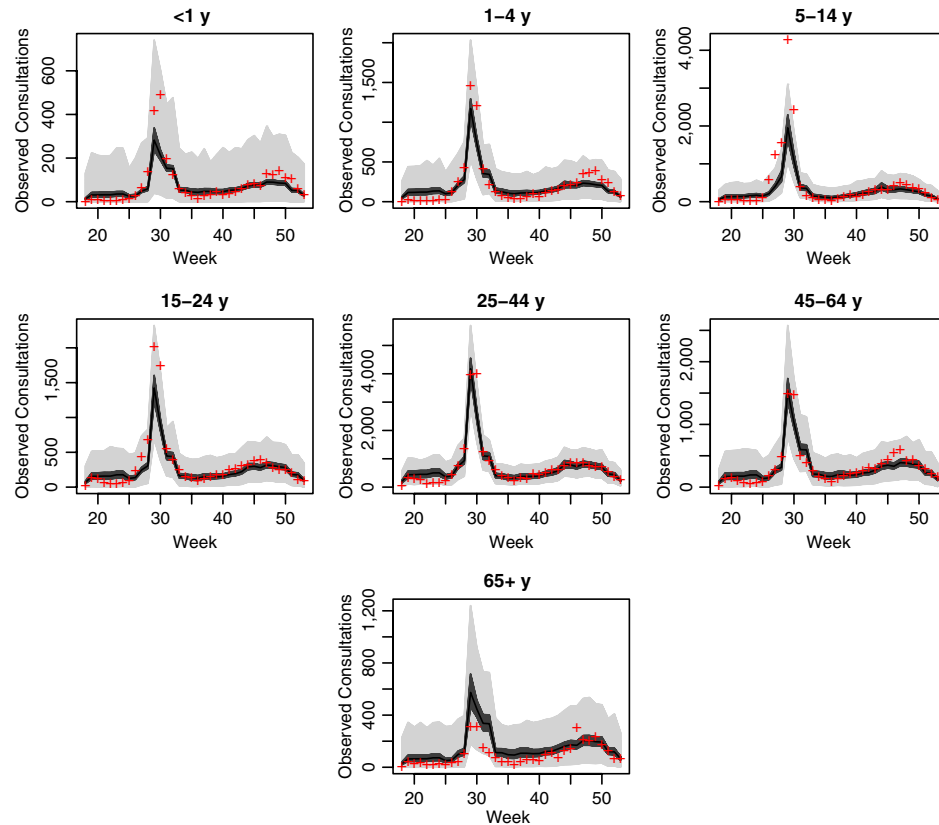 <1 y
Observed Consultations
0 200 400 600
20 30 40 50
Week
1–4 y
Observed Consultations
0 500 1,500
20 30 40 50
Week
5–14 y
Observed Consultations
0 2,000 4,000
20 30 40 50
Week
15–24 y
Observed Consultations
0 500 1,500
20 30 40 50
Week
25–44 y
Observed Consultations
0 2,000 4,000
20 30 40 50
Week
45–64 y
Observed Consultations
0 1,000 2,000
20 30 40 50
Week
65+ y
Observed Consultations
0 400 800 1,200
20 30 40 50
Week